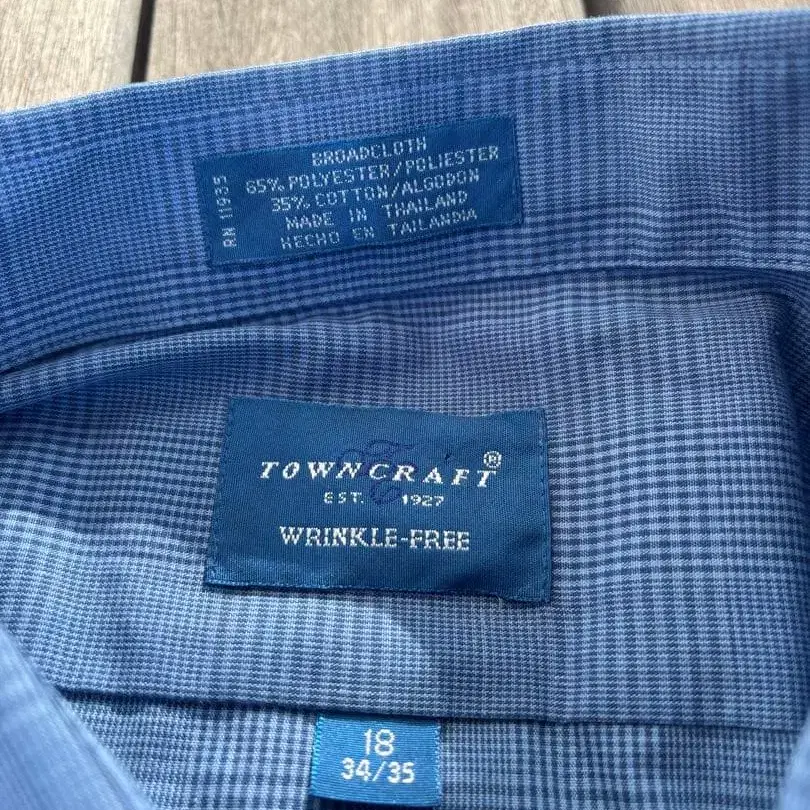 BROADCLOTH
65% POLYESTER/POLIESTER
35% COTTON/ALGODON
MADE IN THAILAND
HECHO EN TAILANDIA
RN 11935
TOWNCRAFT®
EST. 1927
WRINKLE-FREE
18
34/35